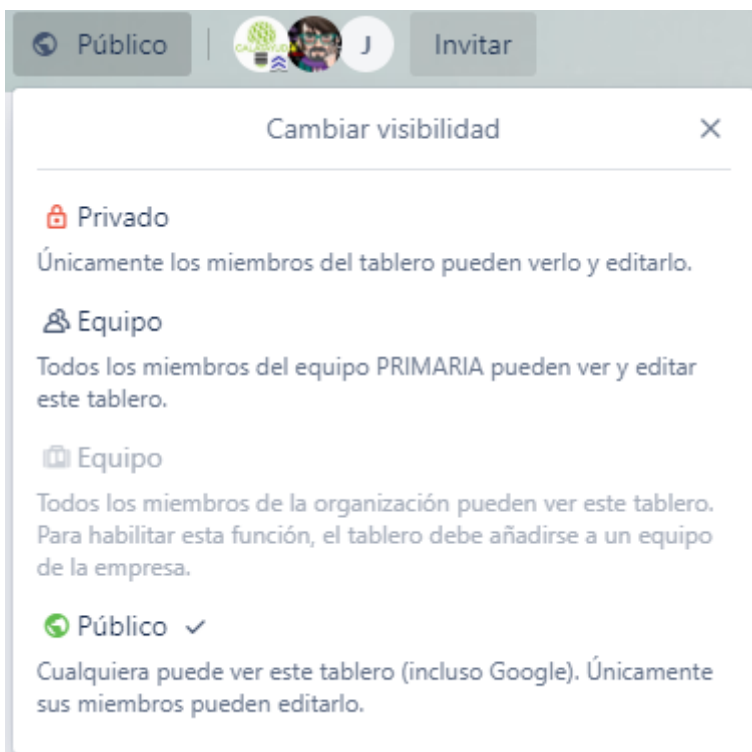 Público
J
Invitar
Cambiar visibilidad
Privado
Únicamente los miembros del tablero pueden verlo y editarlo.
Equipo
Todos los miembros del equipo PRIMARIA pueden ver y editar
este tablero.
Equipo
Todos los miembros de la organización pueden ver este tablero.
Para habilitar esta función, el tablero debe añadirse a un equipo
de la empresa.
Público
Cualquiera puede ver este tablero (incluso Google). Únicamente
sus miembros pueden editarlo.